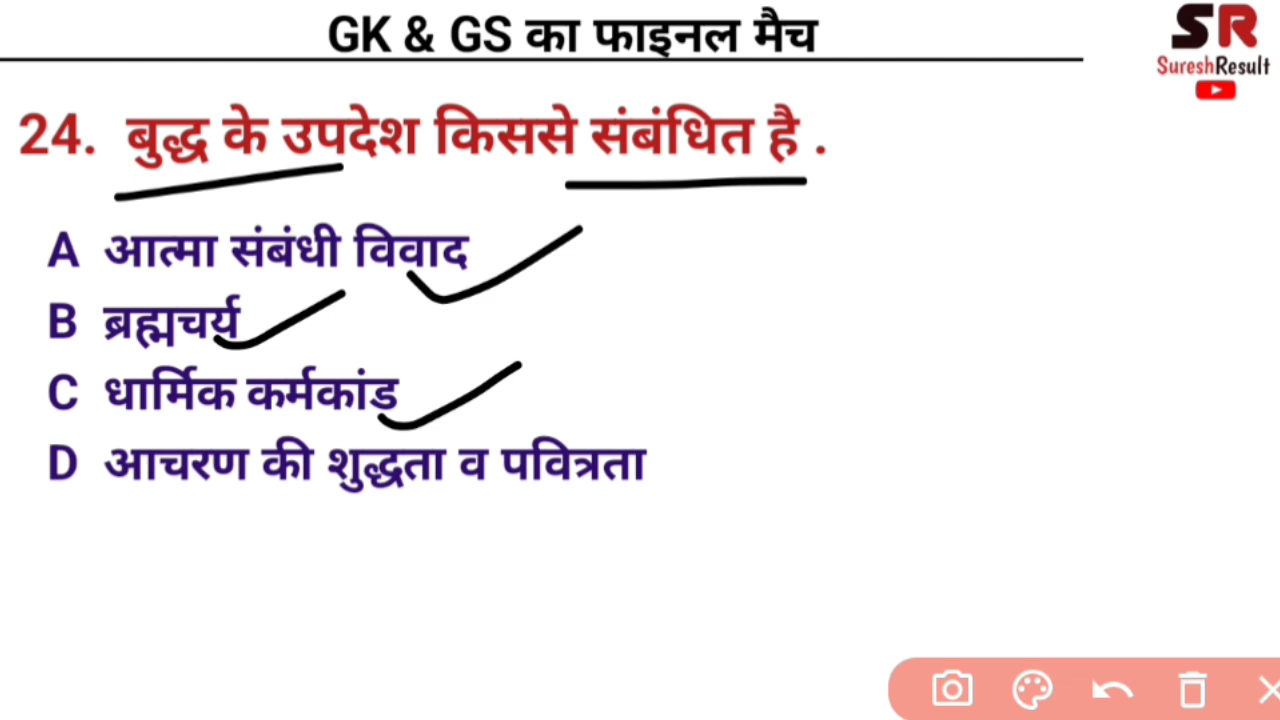 GK & GS का फाइनल मैच
SR
SureshResult
24. बुद्ध के उपदेश किससे संबंधित है .
A आत्मा संबंधी विवाद
B ब्रह्मचर्य
C धार्मिक कर्मकांड
D आचरण की शुद्धता व पवित्रता